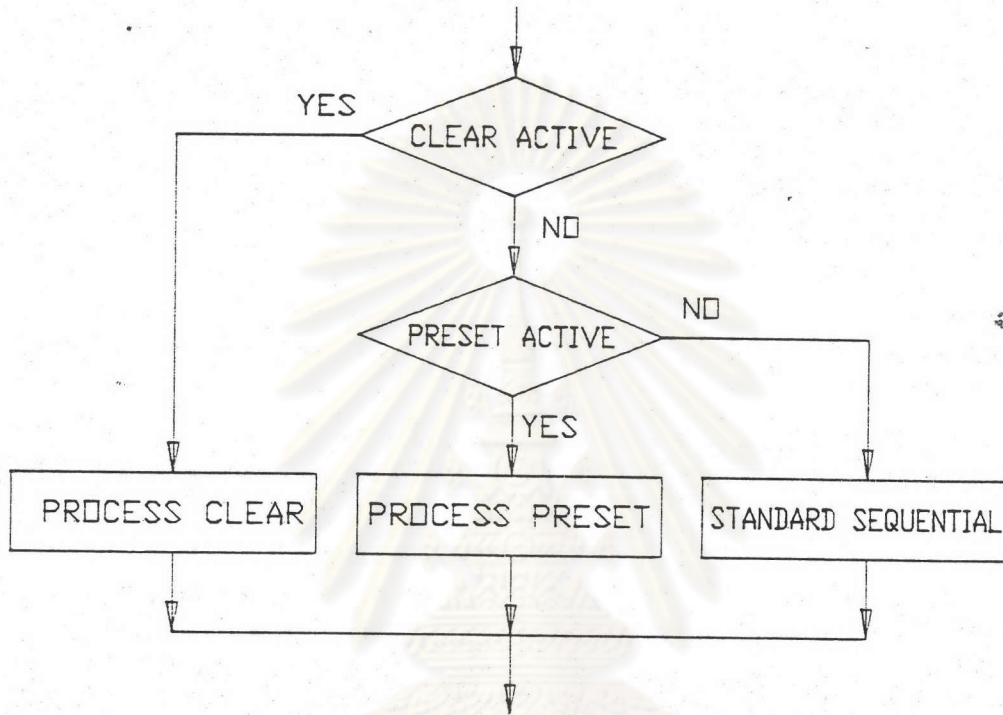 YES
CLEAR ACTIVE
NO
PRESET ACTIVE
NO
YES
PROCESS CLEAR
PROCESS PRESET
STANDARD SEQUENTIAL